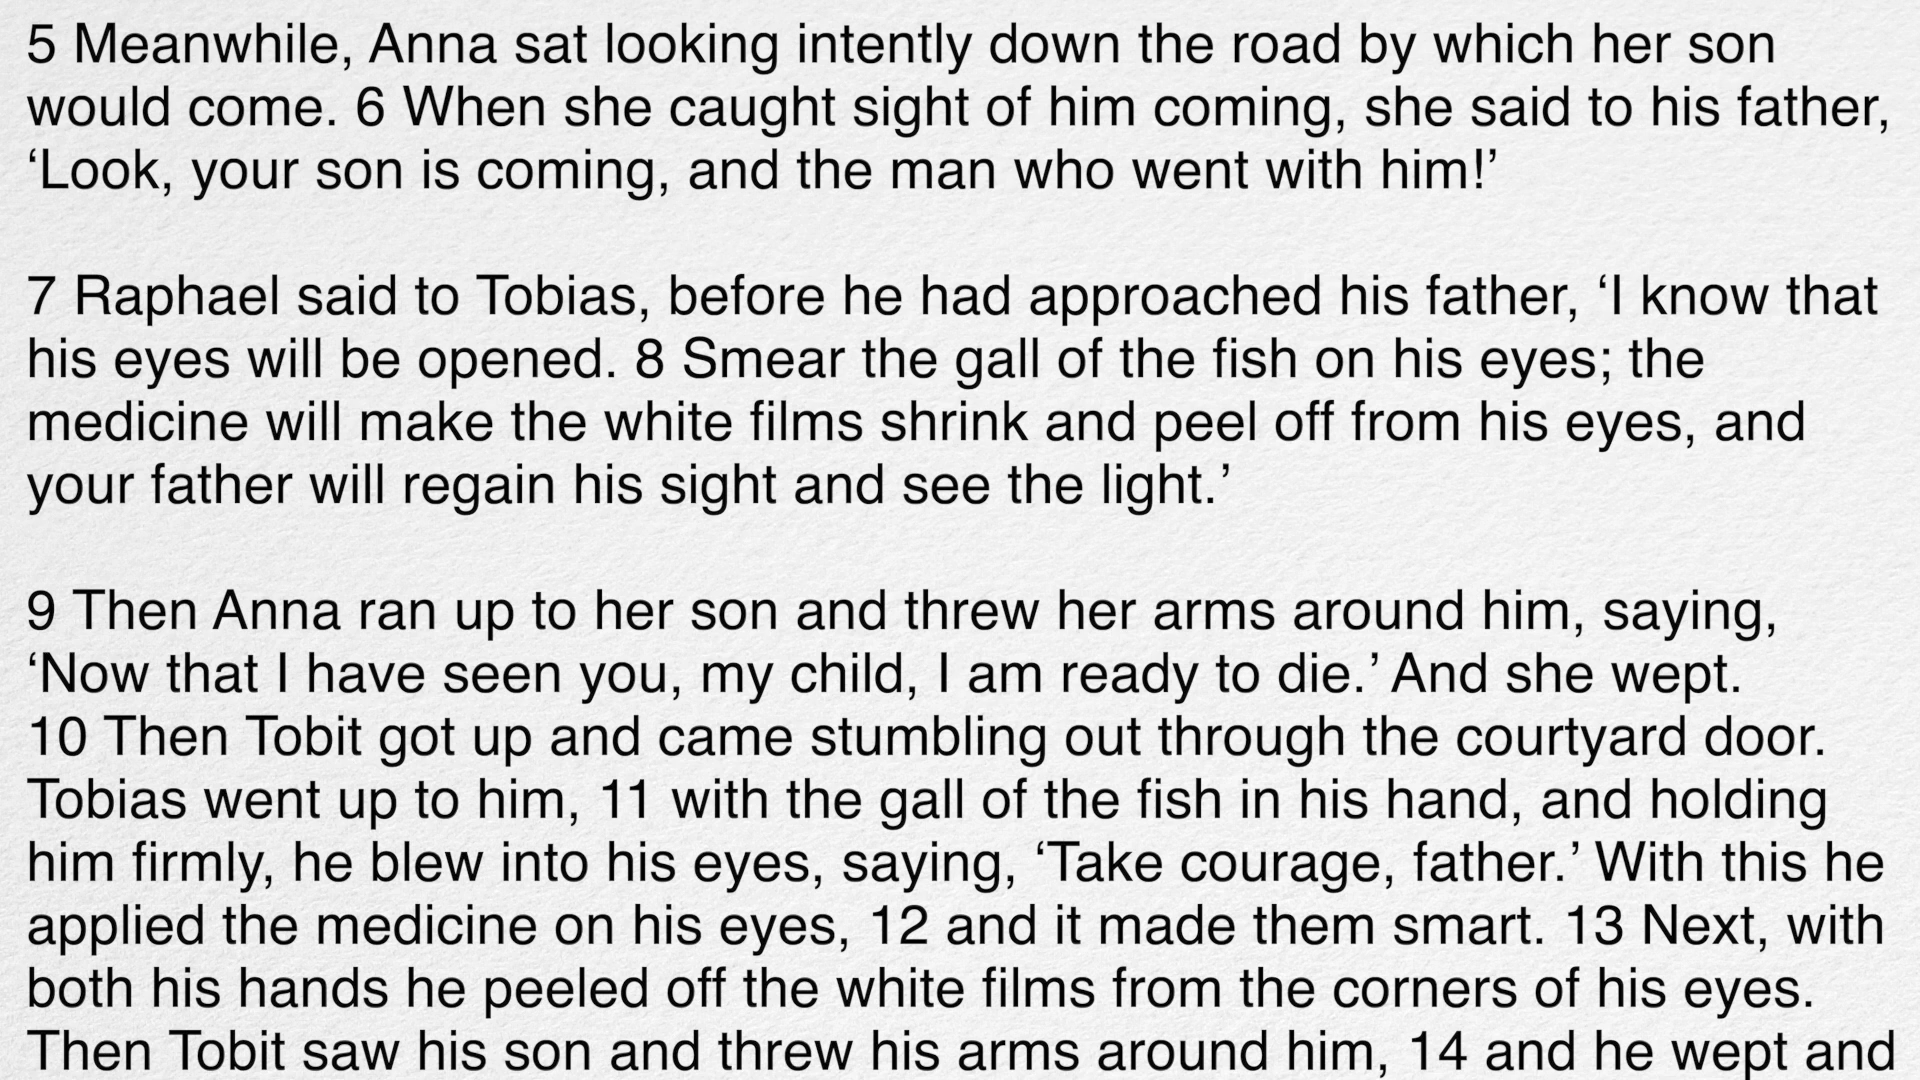 5 Meanwhile, Anna sat looking intently down the road by which her son
would come. 6 When she caught sight of him coming, she said to his father,
‘Look, your son is coming, and the man who went with him!’
7 Raphael said to Tobias, before he had approached his father, ‘I know that
his eyes will be opened. 8 Smear the gall of the fish on his eyes; the
medicine will make the white films shrink and peel off from his eyes, and
your father will regain his sight and see the light.’
9 Then Anna ran up to her son and threw her arms around him, saying,
‘Now that I have seen you, my child, I am ready to die.’ And she wept.
10 Then Tobit got up and came stumbling out through the courtyard door.
Tobias went up to him, 11 with the gall of the fish in his hand, and holding
him firmly, he blew into his eyes, saying, ‘Take courage, father.’ With this he
applied the medicine on his eyes, 12 and it made them smart. 13 Next, with
both his hands he peeled off the white films from the corners of his eyes.
Then Tobit saw his son and threw his arms around him, 14 and he wept and